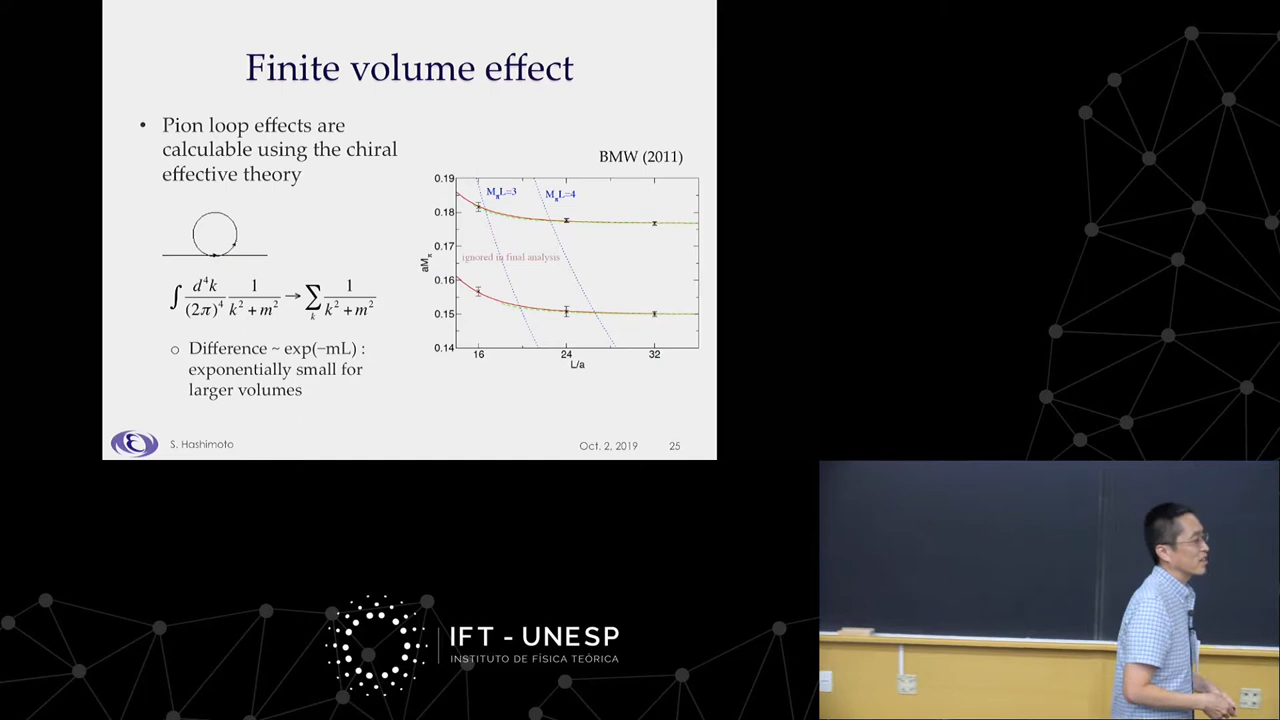 Finite volume effect
• Pion loop effects are
calculable using the chiral
effective theory
∫ d⁴k/(2π)⁴ 1/(k² + m²) → ∑ₖ 1/(k² + m²)
o Difference ~ exp(−mL) :
exponentially small for
larger volumes
BMW (2011)
0.19
0.18
0.17
0.16
0.15
0.14
aMπ
MπL=3
MπL=4
ignored in final analysis
16
24
32
L/a
S. Hashimoto
Oct. 2, 2019
25
IFT - UNESP
INSTITUTO DE FÍSICA TEÓRICA